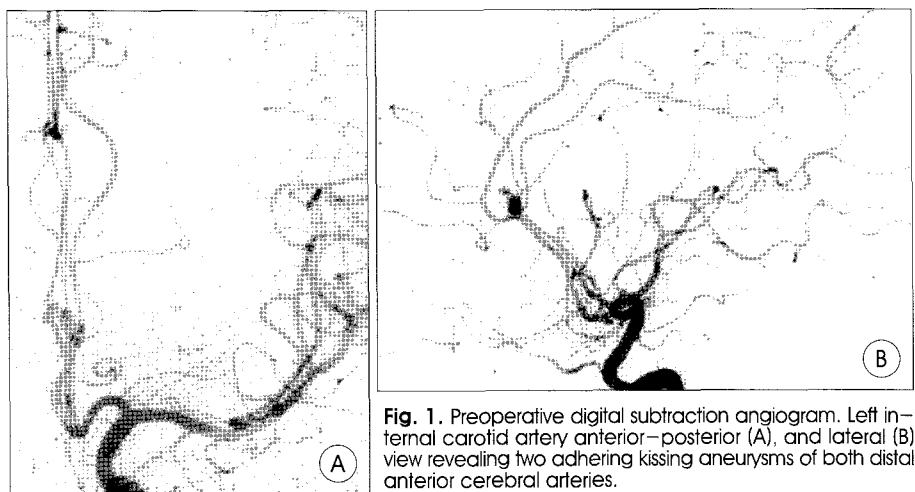 A
B
Fig. 1. Preoperative digital subtraction angiogram. Left in-
ternal carotid artery anterior-posterior (A), and lateral (B)
view revealing two adhering kissing aneurysms of both distal
anterior cerebral arteries.